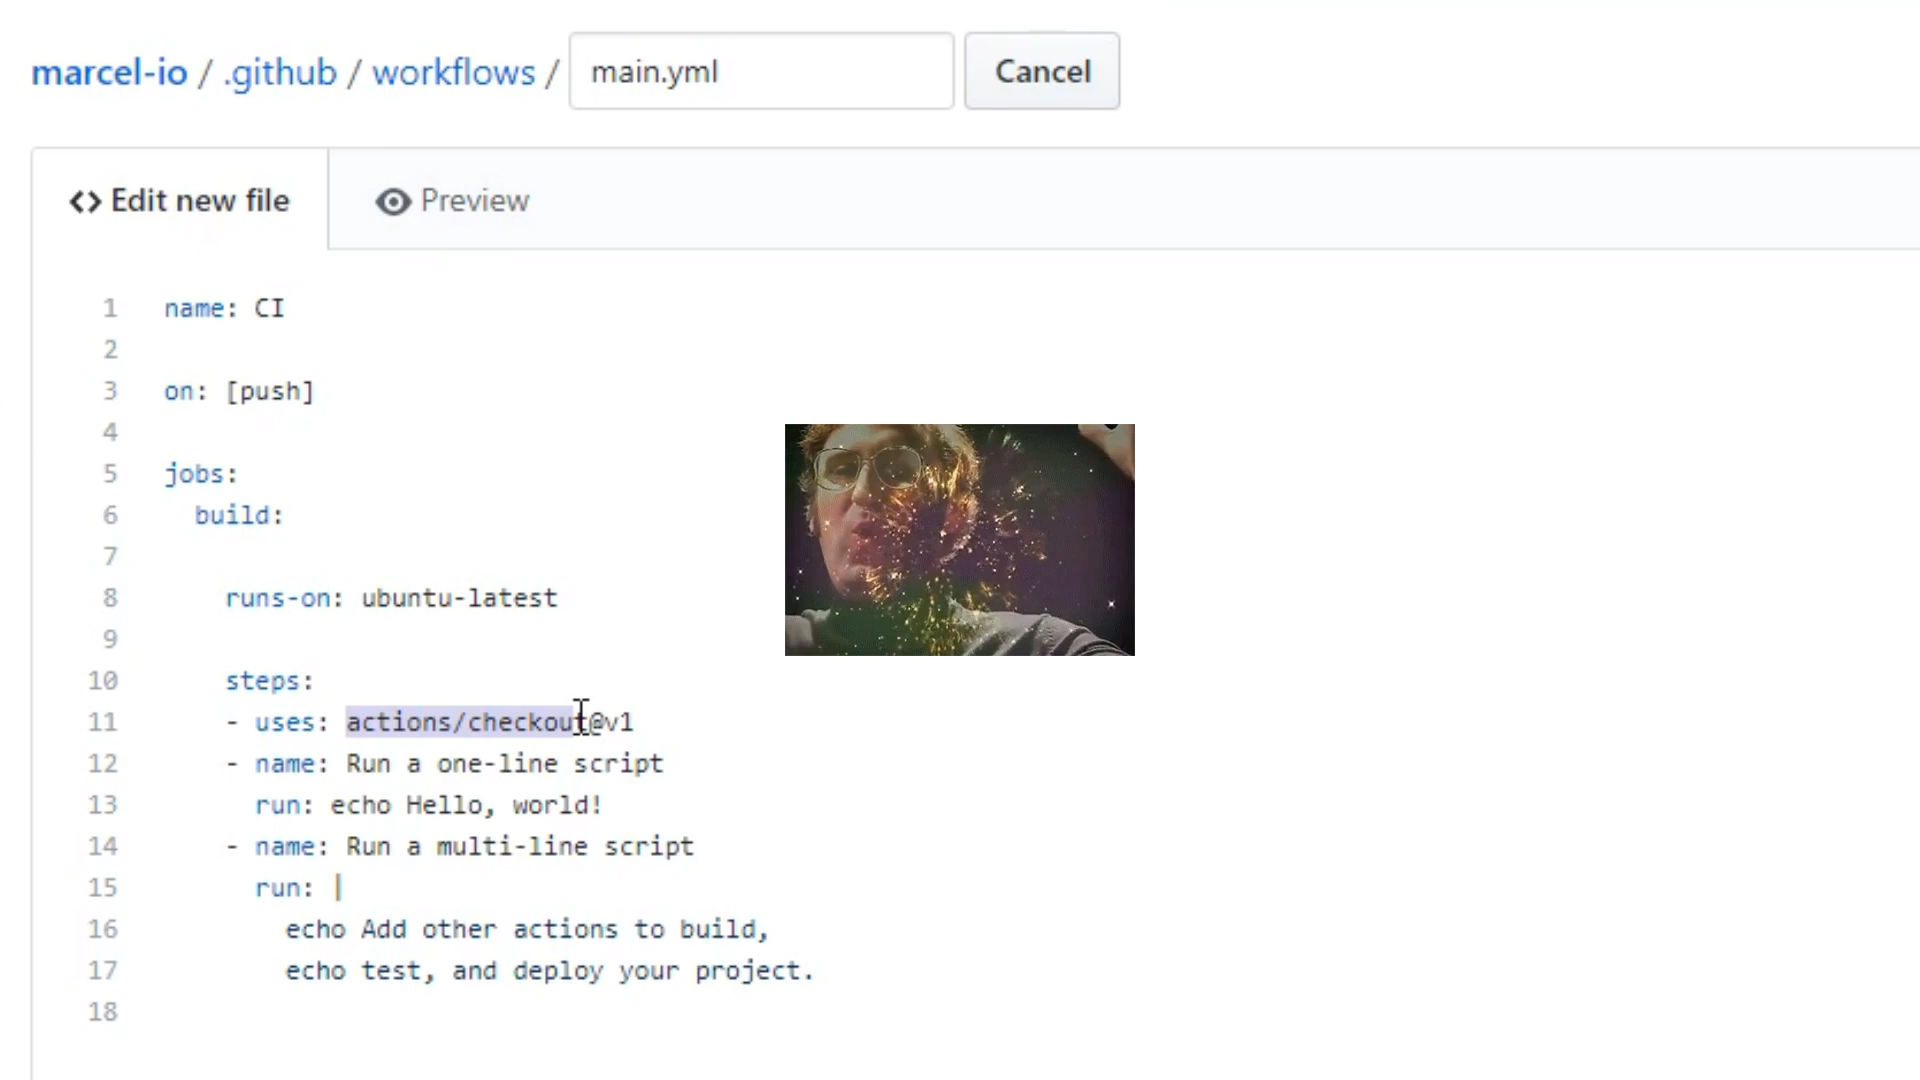 marcel-io / .github / workflows / main.yml Cancel
<> Edit new file Preview
1 name: CI
2
3 on: [push]
4
5 jobs:
6 build:
7
8 runs-on: ubuntu-latest
9
10 steps:
11 - uses: actions/checkout@v1
12 - name: Run a one-line script
13 run: echo Hello, world!
14 - name: Run a multi-line script
15 run: |
16 echo Add other actions to build,
17 echo test, and deploy your project.
18